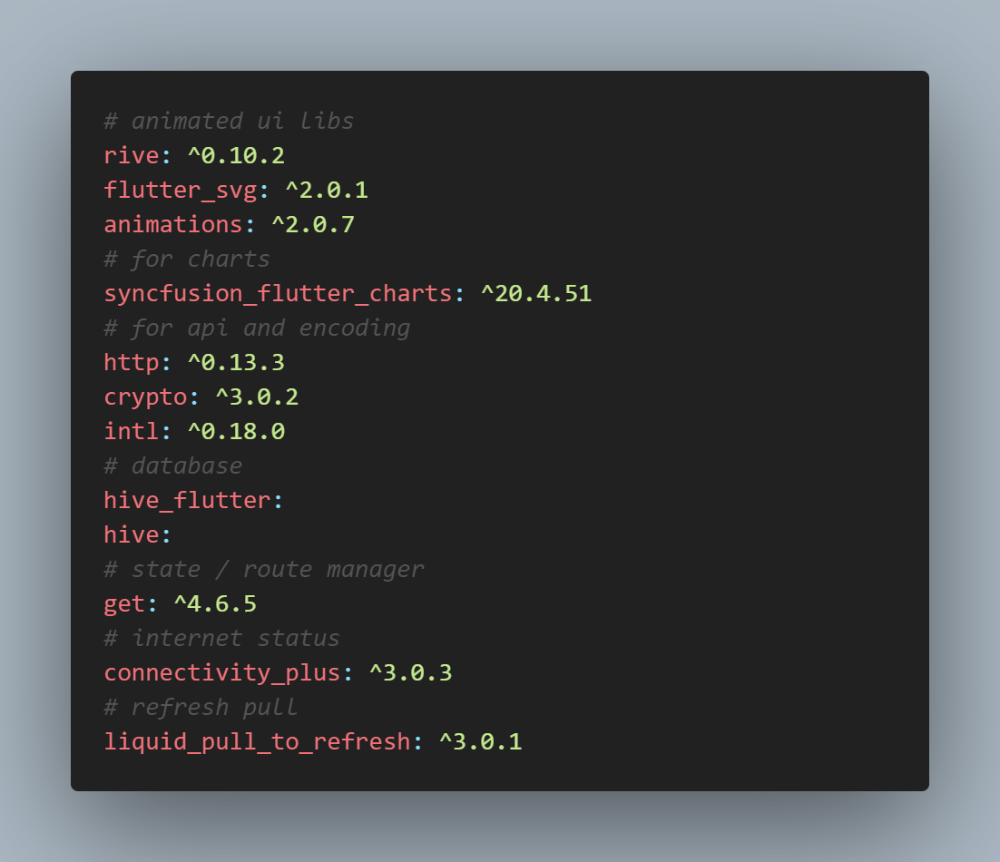 # animated ui libs
rive: ^0.10.2
flutter_svg: ^2.0.1
animations: ^2.0.7
# for charts
syncfusion_flutter_charts: ^20.4.51
# for api and encoding
http: ^0.13.3
crypto: ^3.0.2
intl: ^0.18.0
# database
hive_flutter:
hive:
# state / route manager
get: ^4.6.5
# internet status
connectivity_plus: ^3.0.3
# refresh pull
liquid_pull_to_refresh: ^3.0.1